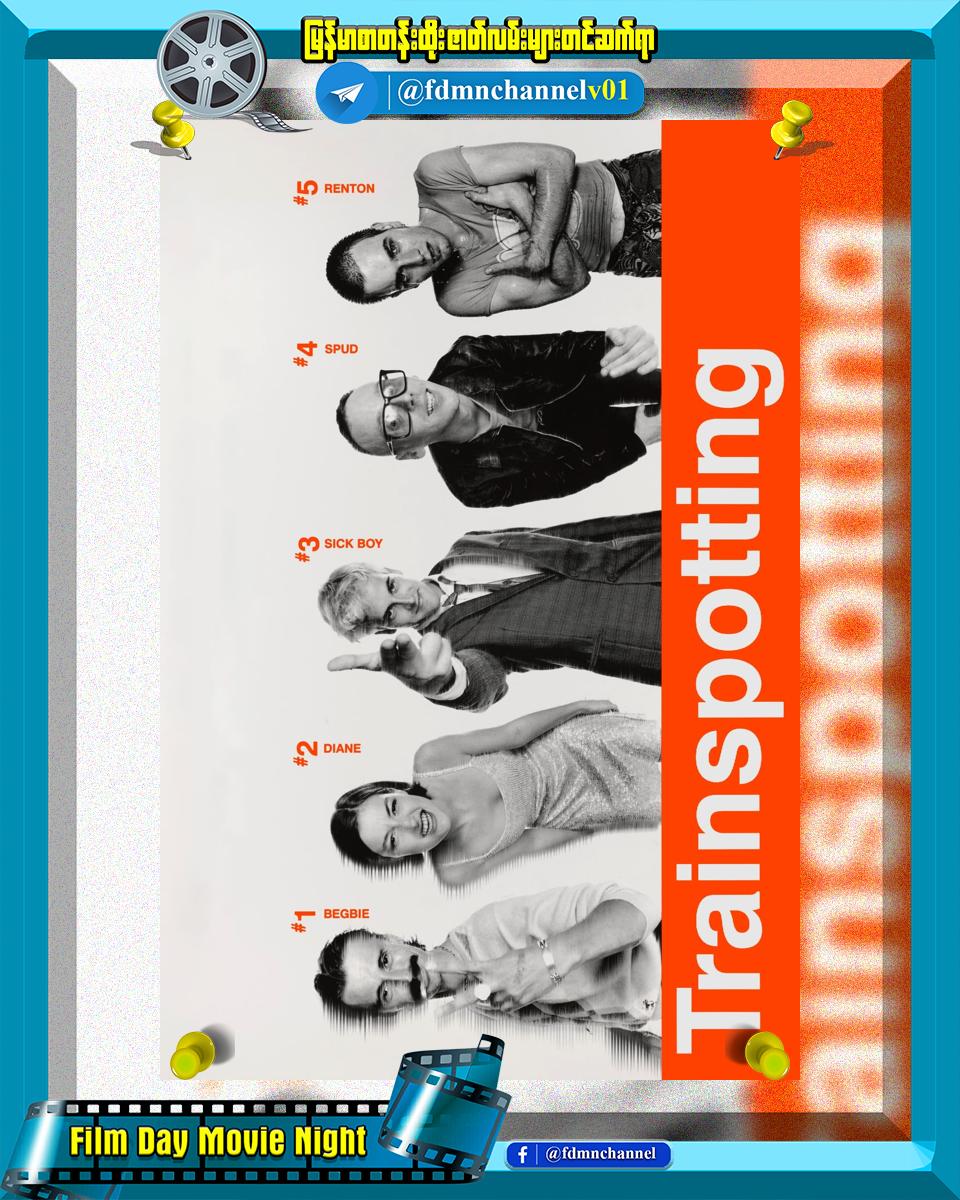 မြန်မာစာတန်းထိုးဇာတ်လမ်းများတင်ဆက်ရာ
@fdmnchannelv01
#5 RENTON
#4 SPUD
#3 SICK BOY
#2 DIANE
#1 BEGBIE
Trainspotting
Film Day Movie Night
@fdmnchannel